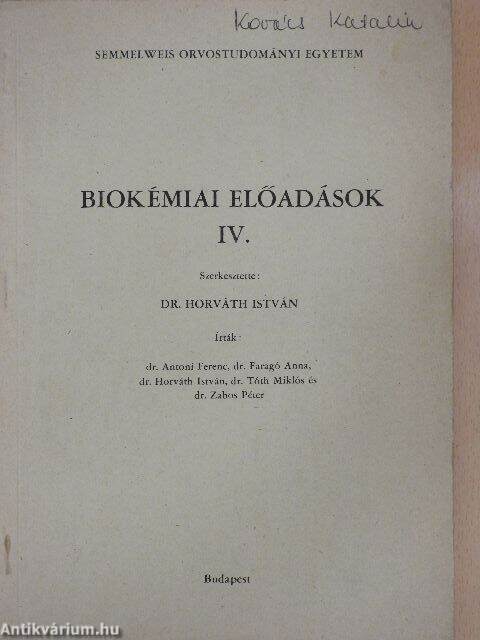 Kovács Katalin
SEMMELWEIS ORVOSTUDOMÁNYI EGYETEM
BIOKÉMIAI ELŐADÁSOK
IV.
Szerkesztette:
DR. HORVÁTH ISTVÁN
Írták:
dr. Antoni Ferenc, dr. Faragó Anna,
dr. Horváth István, dr. Tóth Miklós és
dr. Zabos Péter
Budapest
Antikvárium.hu